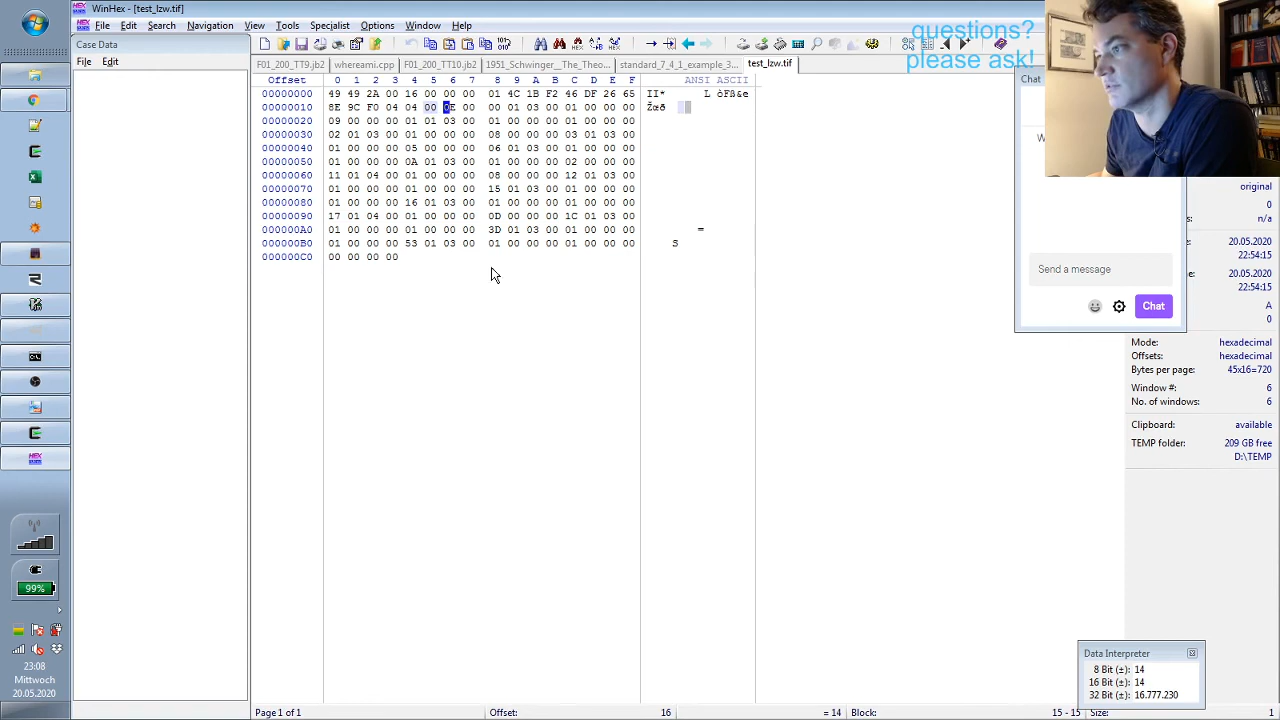 WinHex - [test_lzw.tif]
File Edit Search Navigation View Tools Specialist Options Window Help
questions?
please ask!
Case Data
File Edit
F01_200_TT9.jb2 whereami.cpp F01_200_TT10.jb2 1951_Schwinger__The_Theo... standard_7_4_1_example_3... test_lzw.tif
Offset 0 1 2 3 4 5 6 7 8 9 A B C D E F ANSI ASCII
00000000 49 49 2A 00 16 00 00 00 01 4C 1B F2 46 DF 26 65 II* L òFß&e
00000010 8E 9C F0 04 04 00 0E 00 00 01 03 00 01 00 00 00 Žœð
00000020 09 00 00 00 01 01 03 00 01 00 00 00 08 00 00 00
00000030 02 01 03 00 01 00 00 00 08 00 00 00 03 01 03 00
00000040 01 00 00 00 05 00 00 00 06 01 03 00 01 00 00 00
00000050 01 00 00 00 0A 01 03 00 01 00 00 00 02 00 00 00
00000060 11 01 04 00 01 00 00 00 08 00 00 00 12 01 03 00
00000070 01 00 00 00 01 00 00 00 15 01 03 00 01 00 00 00
00000080 01 00 00 00 16 01 03 00 01 00 00 00 08 00 00 00
00000090 17 01 04 00 01 00 00 00 0D 00 00 00 1C 01 03 00
000000A0 01 00 00 00 01 00 00 00 3D 01 03 00 01 00 00 00 =
000000B0 01 00 00 00 53 01 03 00 01 00 00 00 01 00 00 00 S
000000C0 00 00 00 00
Chat
W
Send a message
Chat
original
0
n/a
20.05.2020
22:54:15
20.05.2020
22:54:15
A
0
Mode: hexadecimal
Offsets: hexadecimal
Bytes per page: 45x16=720
Window #: 6
No. of windows: 6
Clipboard: available
TEMP folder: 209 GB free
D:\TEMP
Data Interpreter
8 Bit (±): 14
16 Bit (±): 14
32 Bit (±): 16.777.230
99%
23:08
Mittwoch
20.05.2020
Page 1 of 1 Offset: 16 = 14 Block: 15 - 15 Size: 1